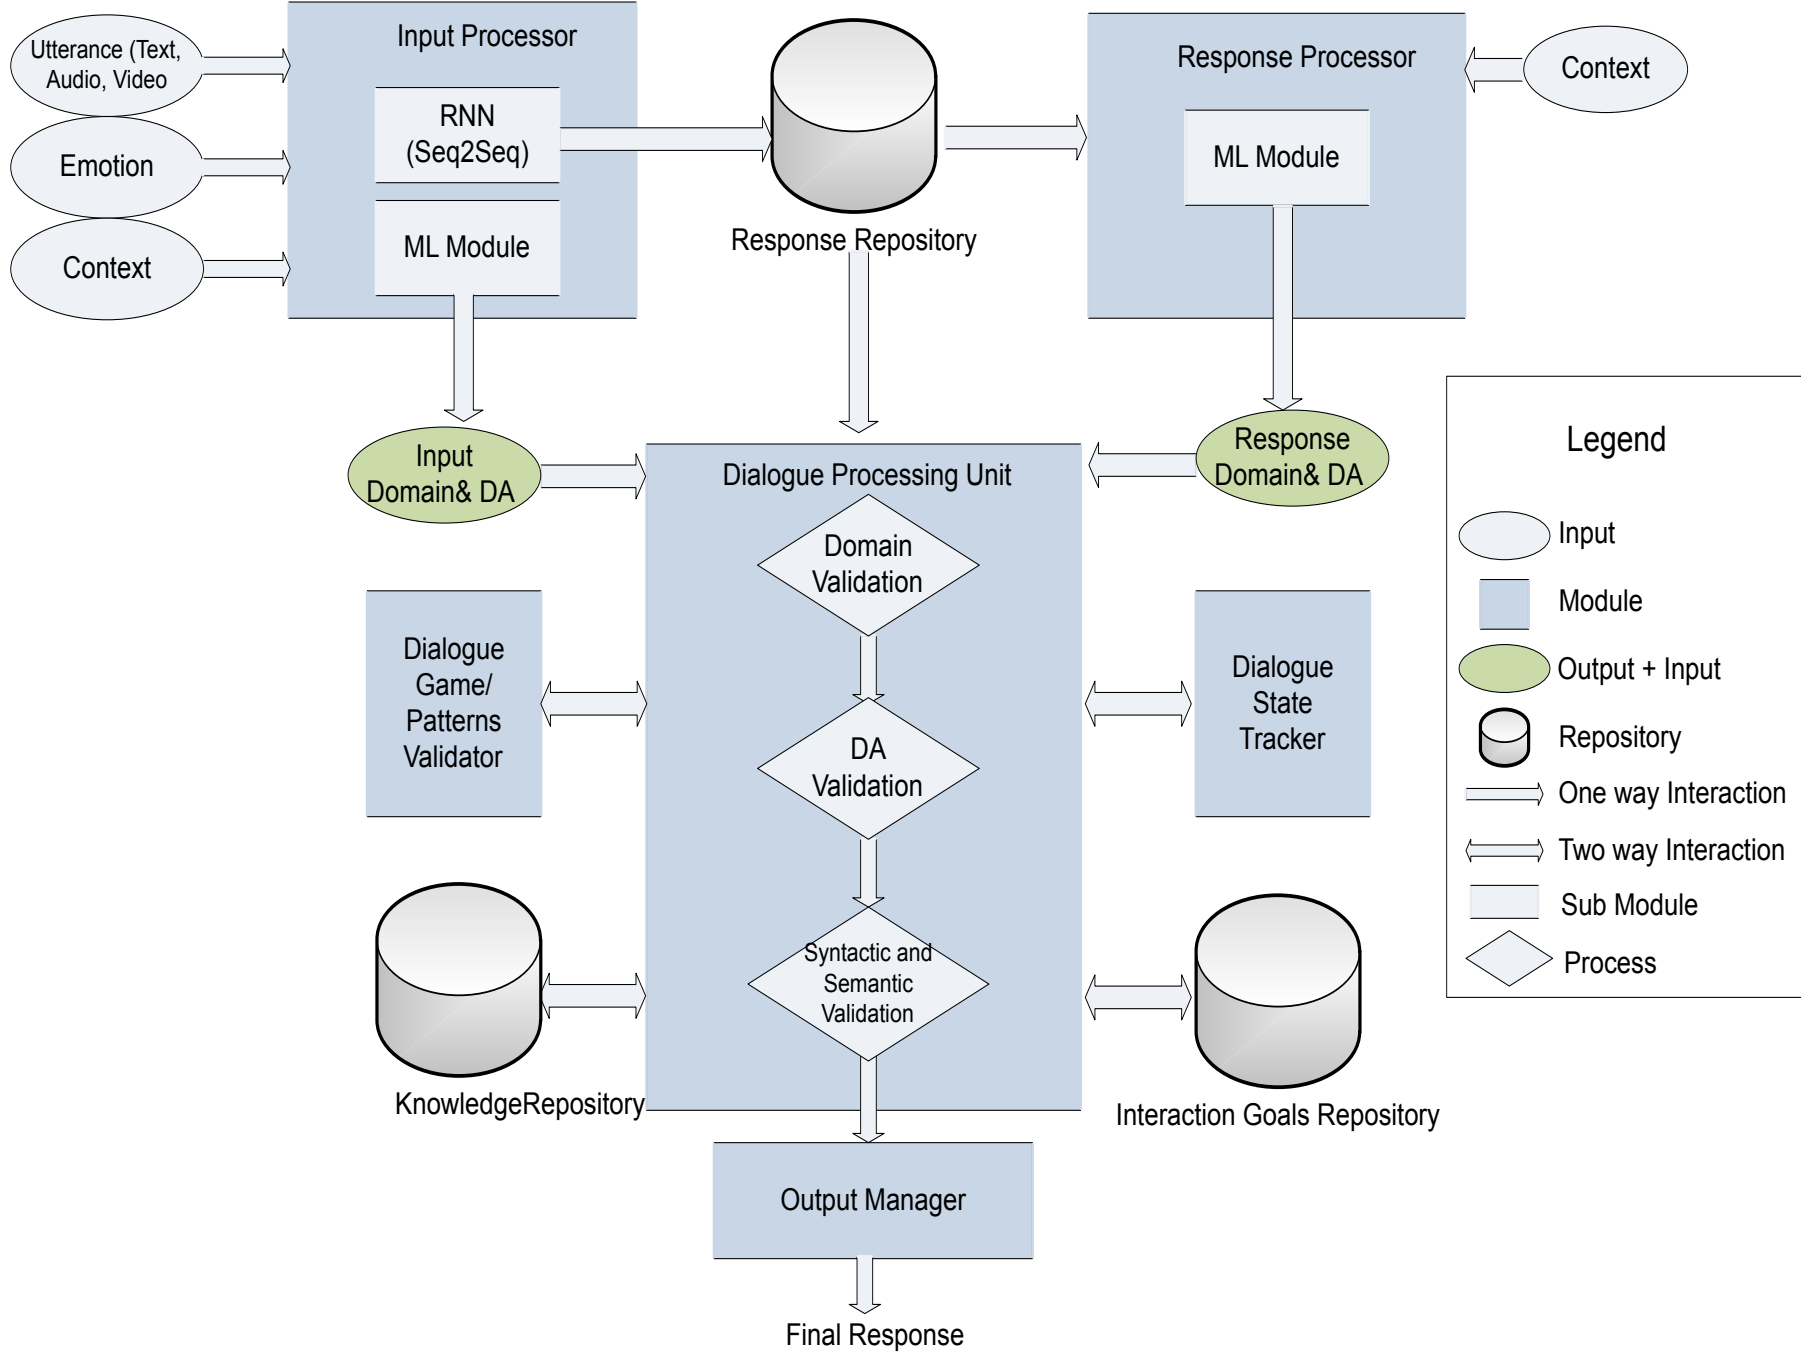 Utterance (Text,
Audio, Video
Emotion
Context
Input Processor
RNN
(Seq2Seq)
ML Module
Response Repository
Response Processor
ML Module
Context
Input
Domain& DA
Dialogue Processing Unit
Response
Domain& DA
Domain
Validation
Dialogue
Game/
Patterns
Validator
DA
Validation
Dialogue
State
Tracker
Syntactic and
Semantic
Validation
KnowledgeRepository
Interaction Goals Repository
Output Manager
Final Response
Legend
Input
Module
Output + Input
Repository
One way Interaction
Two way Interaction
Sub Module
Process